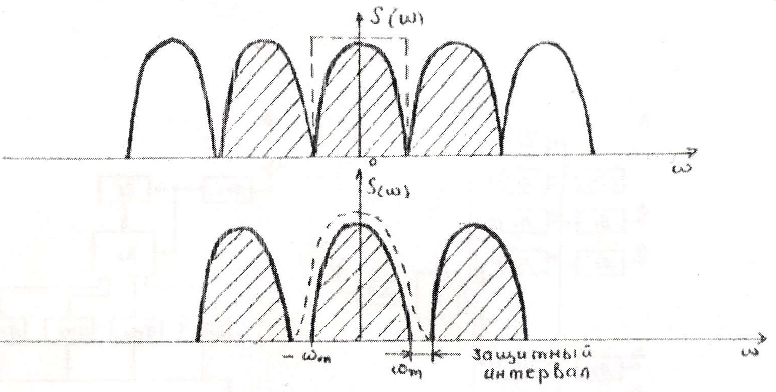 S(ω)
0
ω
S(ω)
-ωm ωm защитный ω
интервал